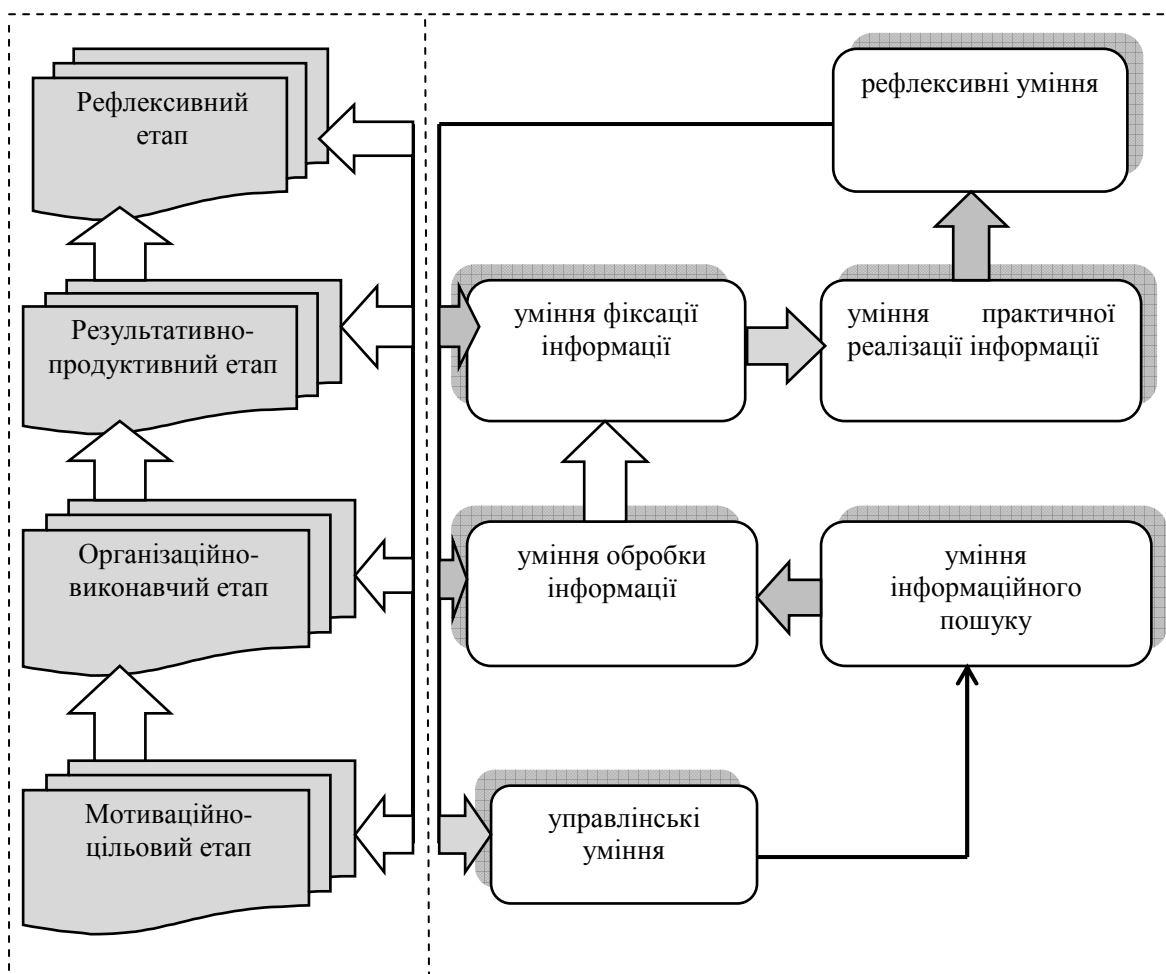 Рефлексивний
етап
рефлексивні уміння
Результативно-
продуктивний етап
уміння фіксації
інформації
уміння практичної
реалізації інформації
Організаційно-
виконавчий етап
уміння обробки
інформації
уміння
інформаційного
пошуку
Мотиваційно-
цільовий етап
управлінські
уміння